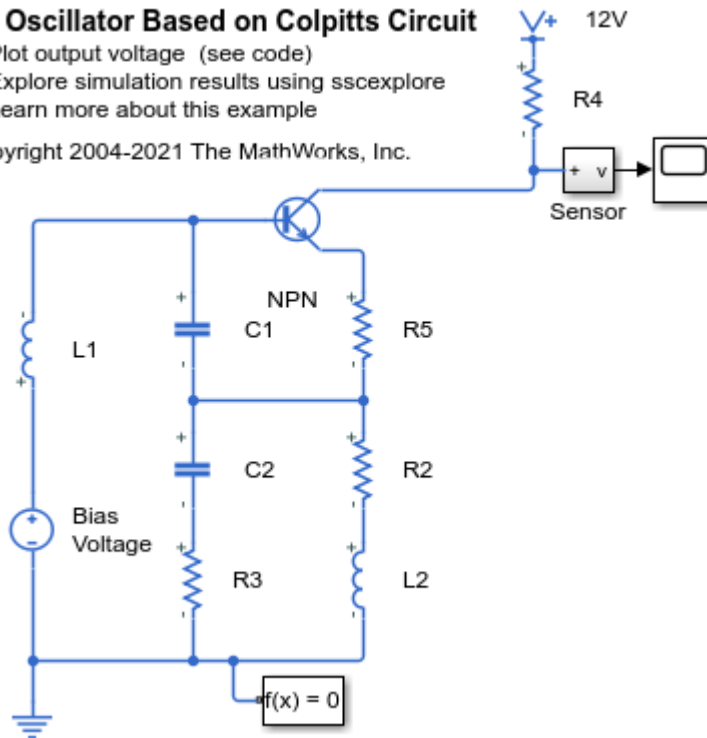 Oscillator Based on Colpitts Circuit
Plot output voltage (see code)
Explore simulation results using sscexplore
earn more about this example
pyright 2004-2021 The MathWorks, Inc.
12V
+
+
R4
-
+ v
Sensor
NPN
-
+
+
L1
C1
R5
+
-
-
+
+
C2
R2
Bias
Voltage
+
-
-
-
+
+
R3
L2
-
-
f(x) = 0